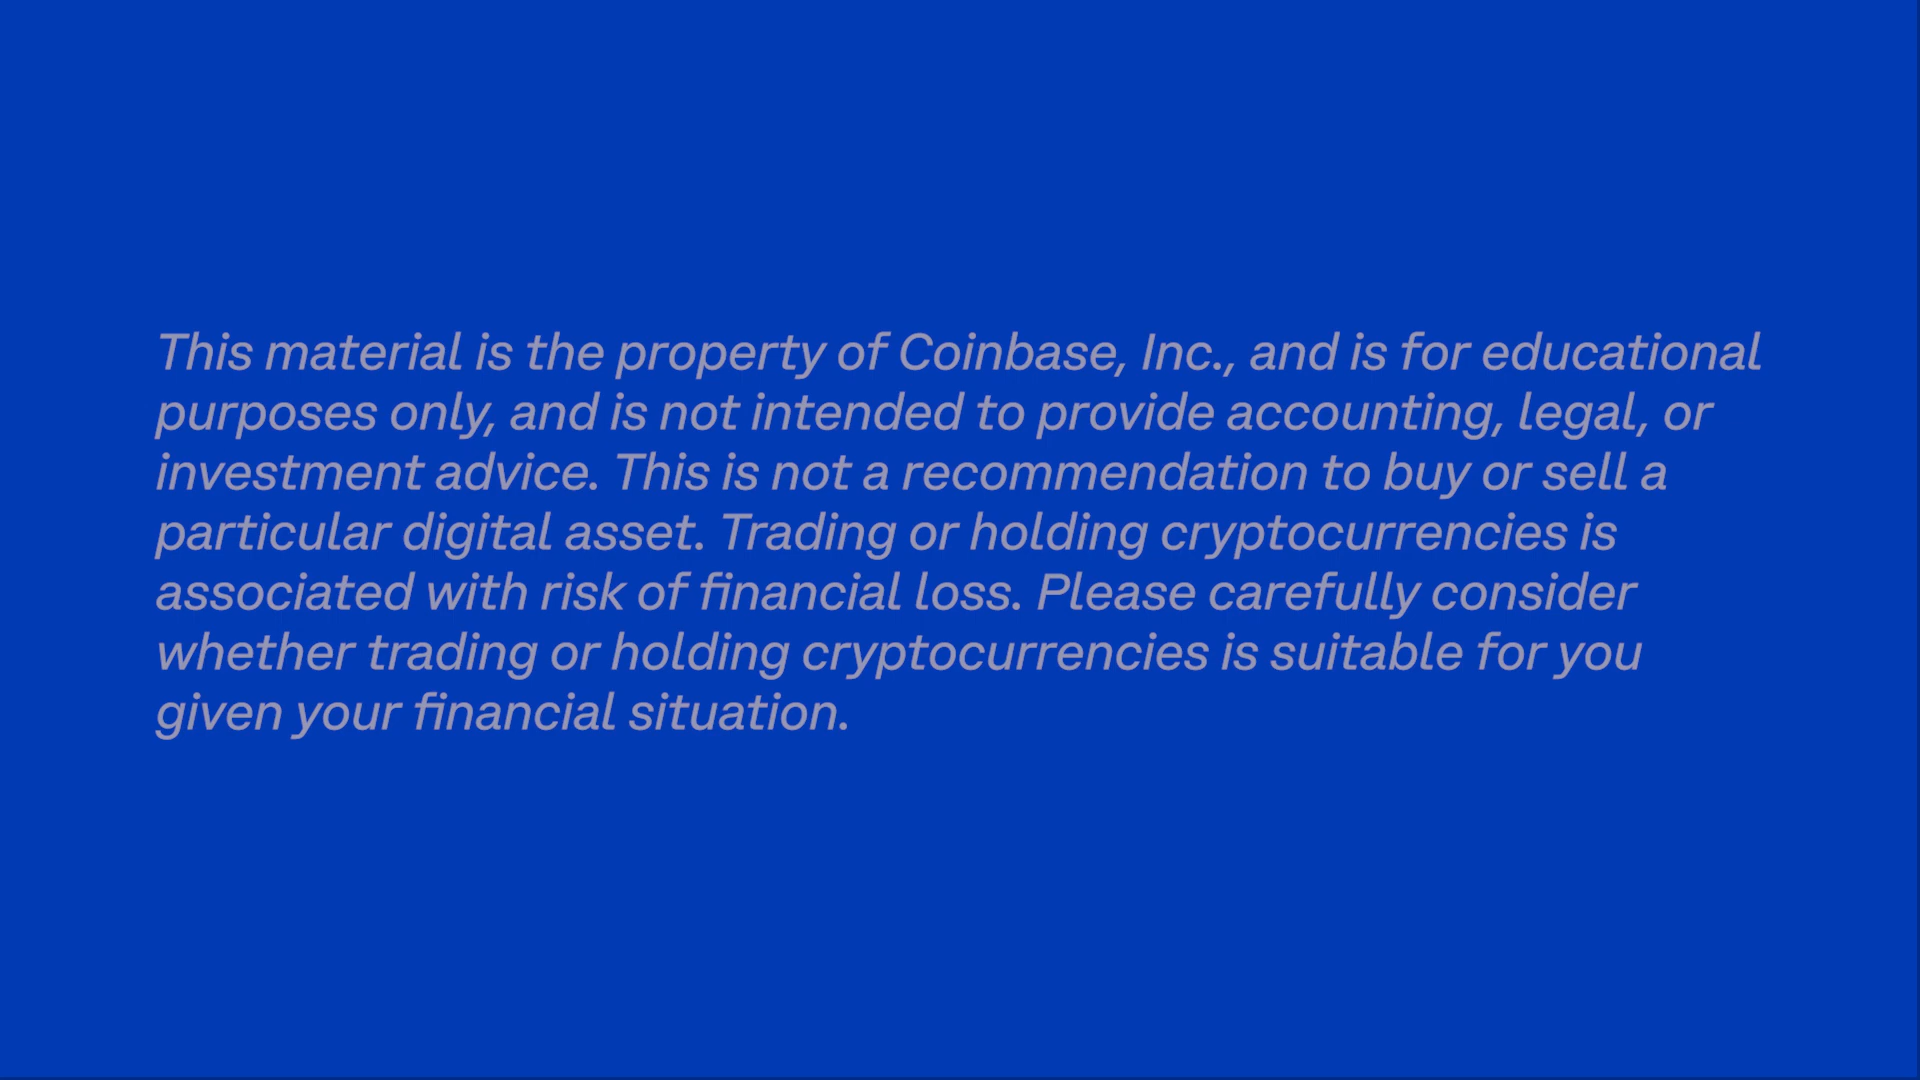 This material is the property of Coinbase, Inc., and is for educational
purposes only, and is not intended to provide accounting, legal, or
investment advice. This is not a recommendation to buy or sell a
particular digital asset. Trading or holding cryptocurrencies is
associated with risk of financial loss. Please carefully consider
whether trading or holding cryptocurrencies is suitable for you
given your financial situation.